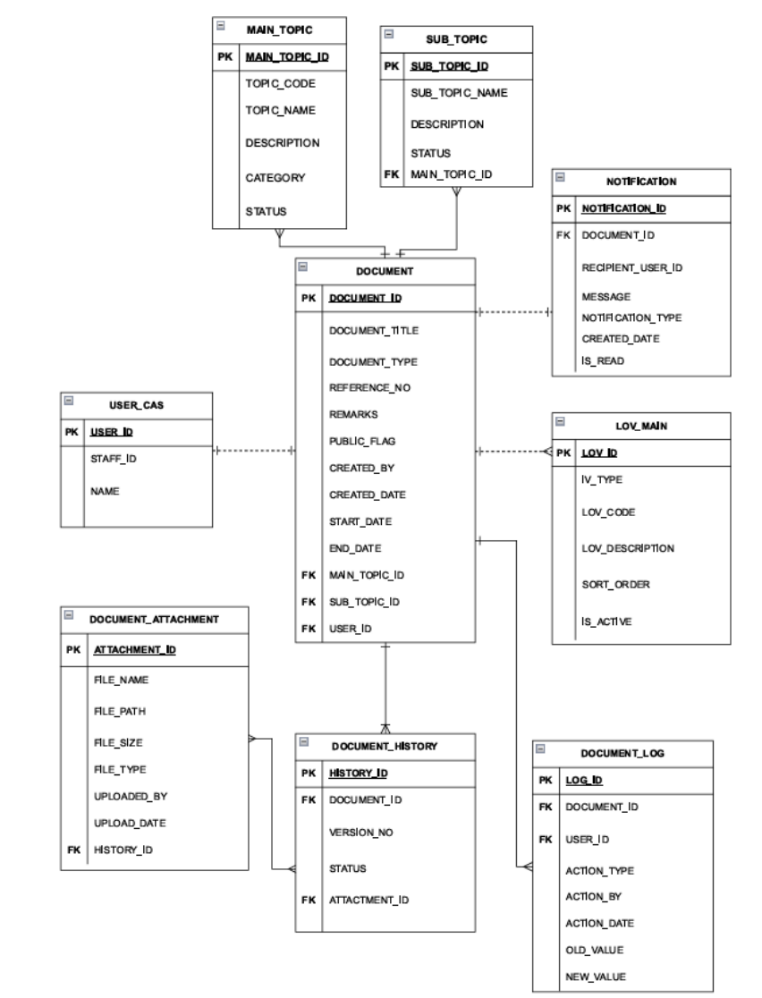 MAIN_TOPIC
PK MAIN_TOPIC_ID
TOPIC_CODE
TOPIC_NAME
DESCRIPTION
CATEGORY
STATUS
SUB_TOPIC
PK SUB_TOPIC_ID
SUB_TOPIC_NAME
DESCRIPTION
STATUS
FK MAIN_TOPIC_ID
NOTIFICATION
PK NOTIFICATION_ID
FK DOCUMENT_ID
RECIPIENT_USER_ID
MESSAGE
NOTIFICATION_TYPE
CREATED_DATE
IS_READ
DOCUMENT
PK DOCUMENT_ID
DOCUMENT_TITLE
DOCUMENT_TYPE
REFERENCE_NO
REMARKS
PUBLIC_FLAG
CREATED_BY
CREATED_DATE
START_DATE
END_DATE
FK MAIN_TOPIC_ID
FK SUB_TOPIC_ID
FK USER_ID
USER_CAS
PK USER_ID
STAFF_ID
NAME
LOV_MAIN
PK LOV_ID
IV_TYPE
LOV_CODE
LOV_DESCRIPTION
SORT_ORDER
IS_ACTIVE
DOCUMENT_ATTACHMENT
PK ATTACHMENT_ID
FILE_NAME
FILE_PATH
FILE_SIZE
FILE_TYPE
UPLOADED_BY
UPLOAD_DATE
FK HISTORY_ID
DOCUMENT_HISTORY
PK HISTORY_ID
FK DOCUMENT_ID
VERSION_NO
STATUS
FK ATTACTMENT_ID
DOCUMENT_LOG
PK LOG_ID
FK DOCUMENT_ID
FK USER_ID
ACTION_TYPE
ACTION_BY
ACTION_DATE
OLD_VALUE
NEW_VALUE